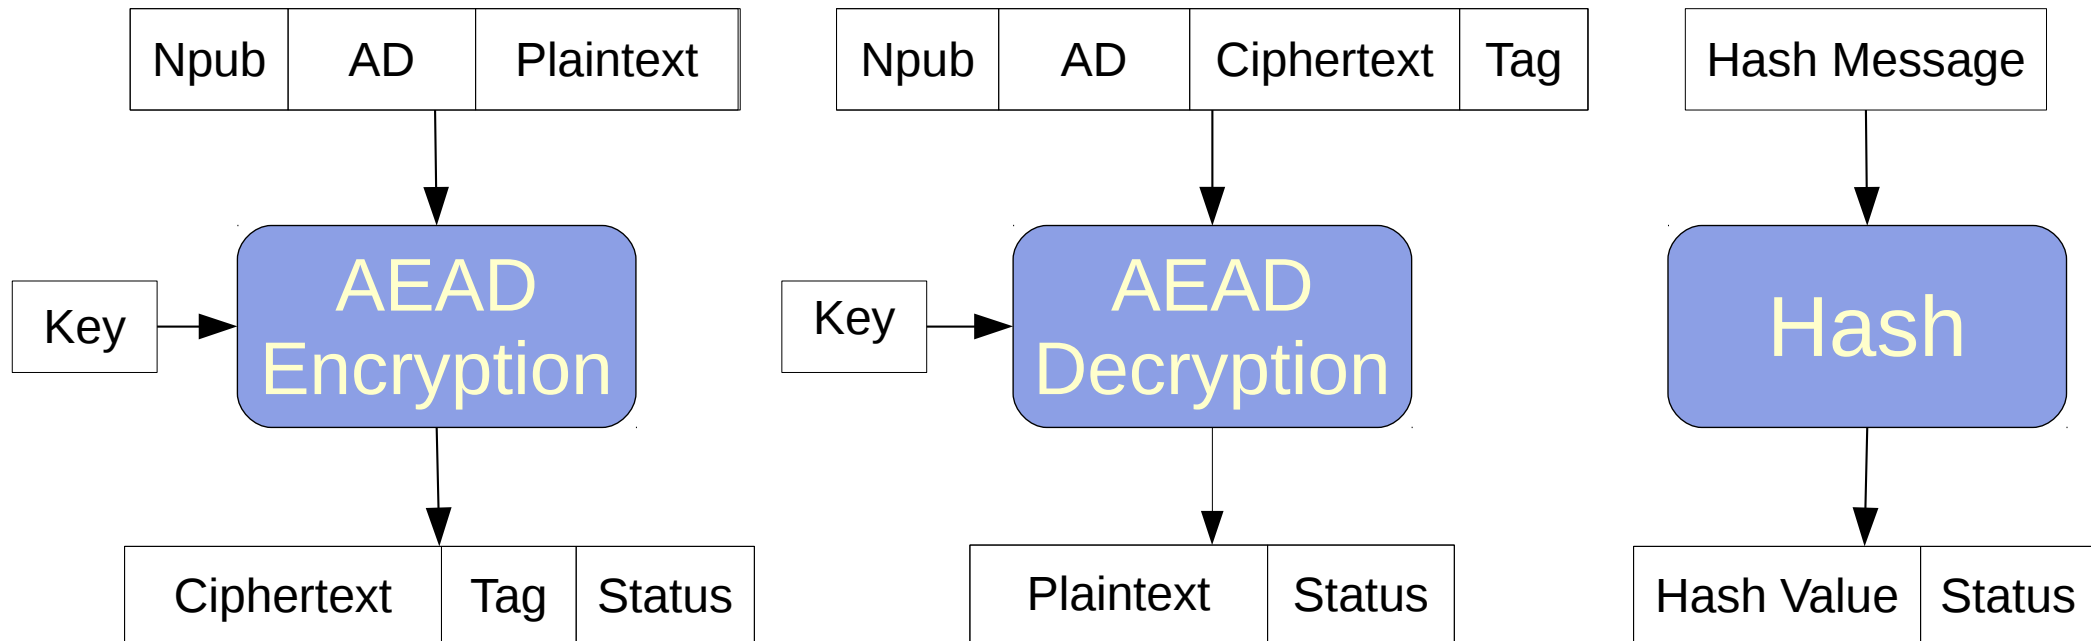 Npub AD Plaintext
Npub AD Ciphertext Tag
Hash Message
Key
AEAD
Encryption
Key
AEAD
Decryption
Hash
Ciphertext Tag Status
Plaintext Status
Hash Value Status